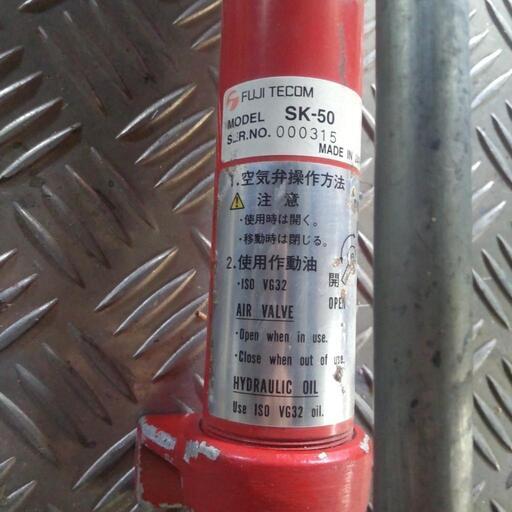 FUJI TECOM
MODEL SK-50
SER.NO. 000315
MADE IN
1.空気弁操作方法
注意
・使用時は開く。
・移動時は閉じる。
2.使用作動油
・ISO VG32
開
OPEN
AIR VALVE
・Open when in use.
・Close when out of use.
HYDRAULIC OIL
Use ISO VG32 oil.